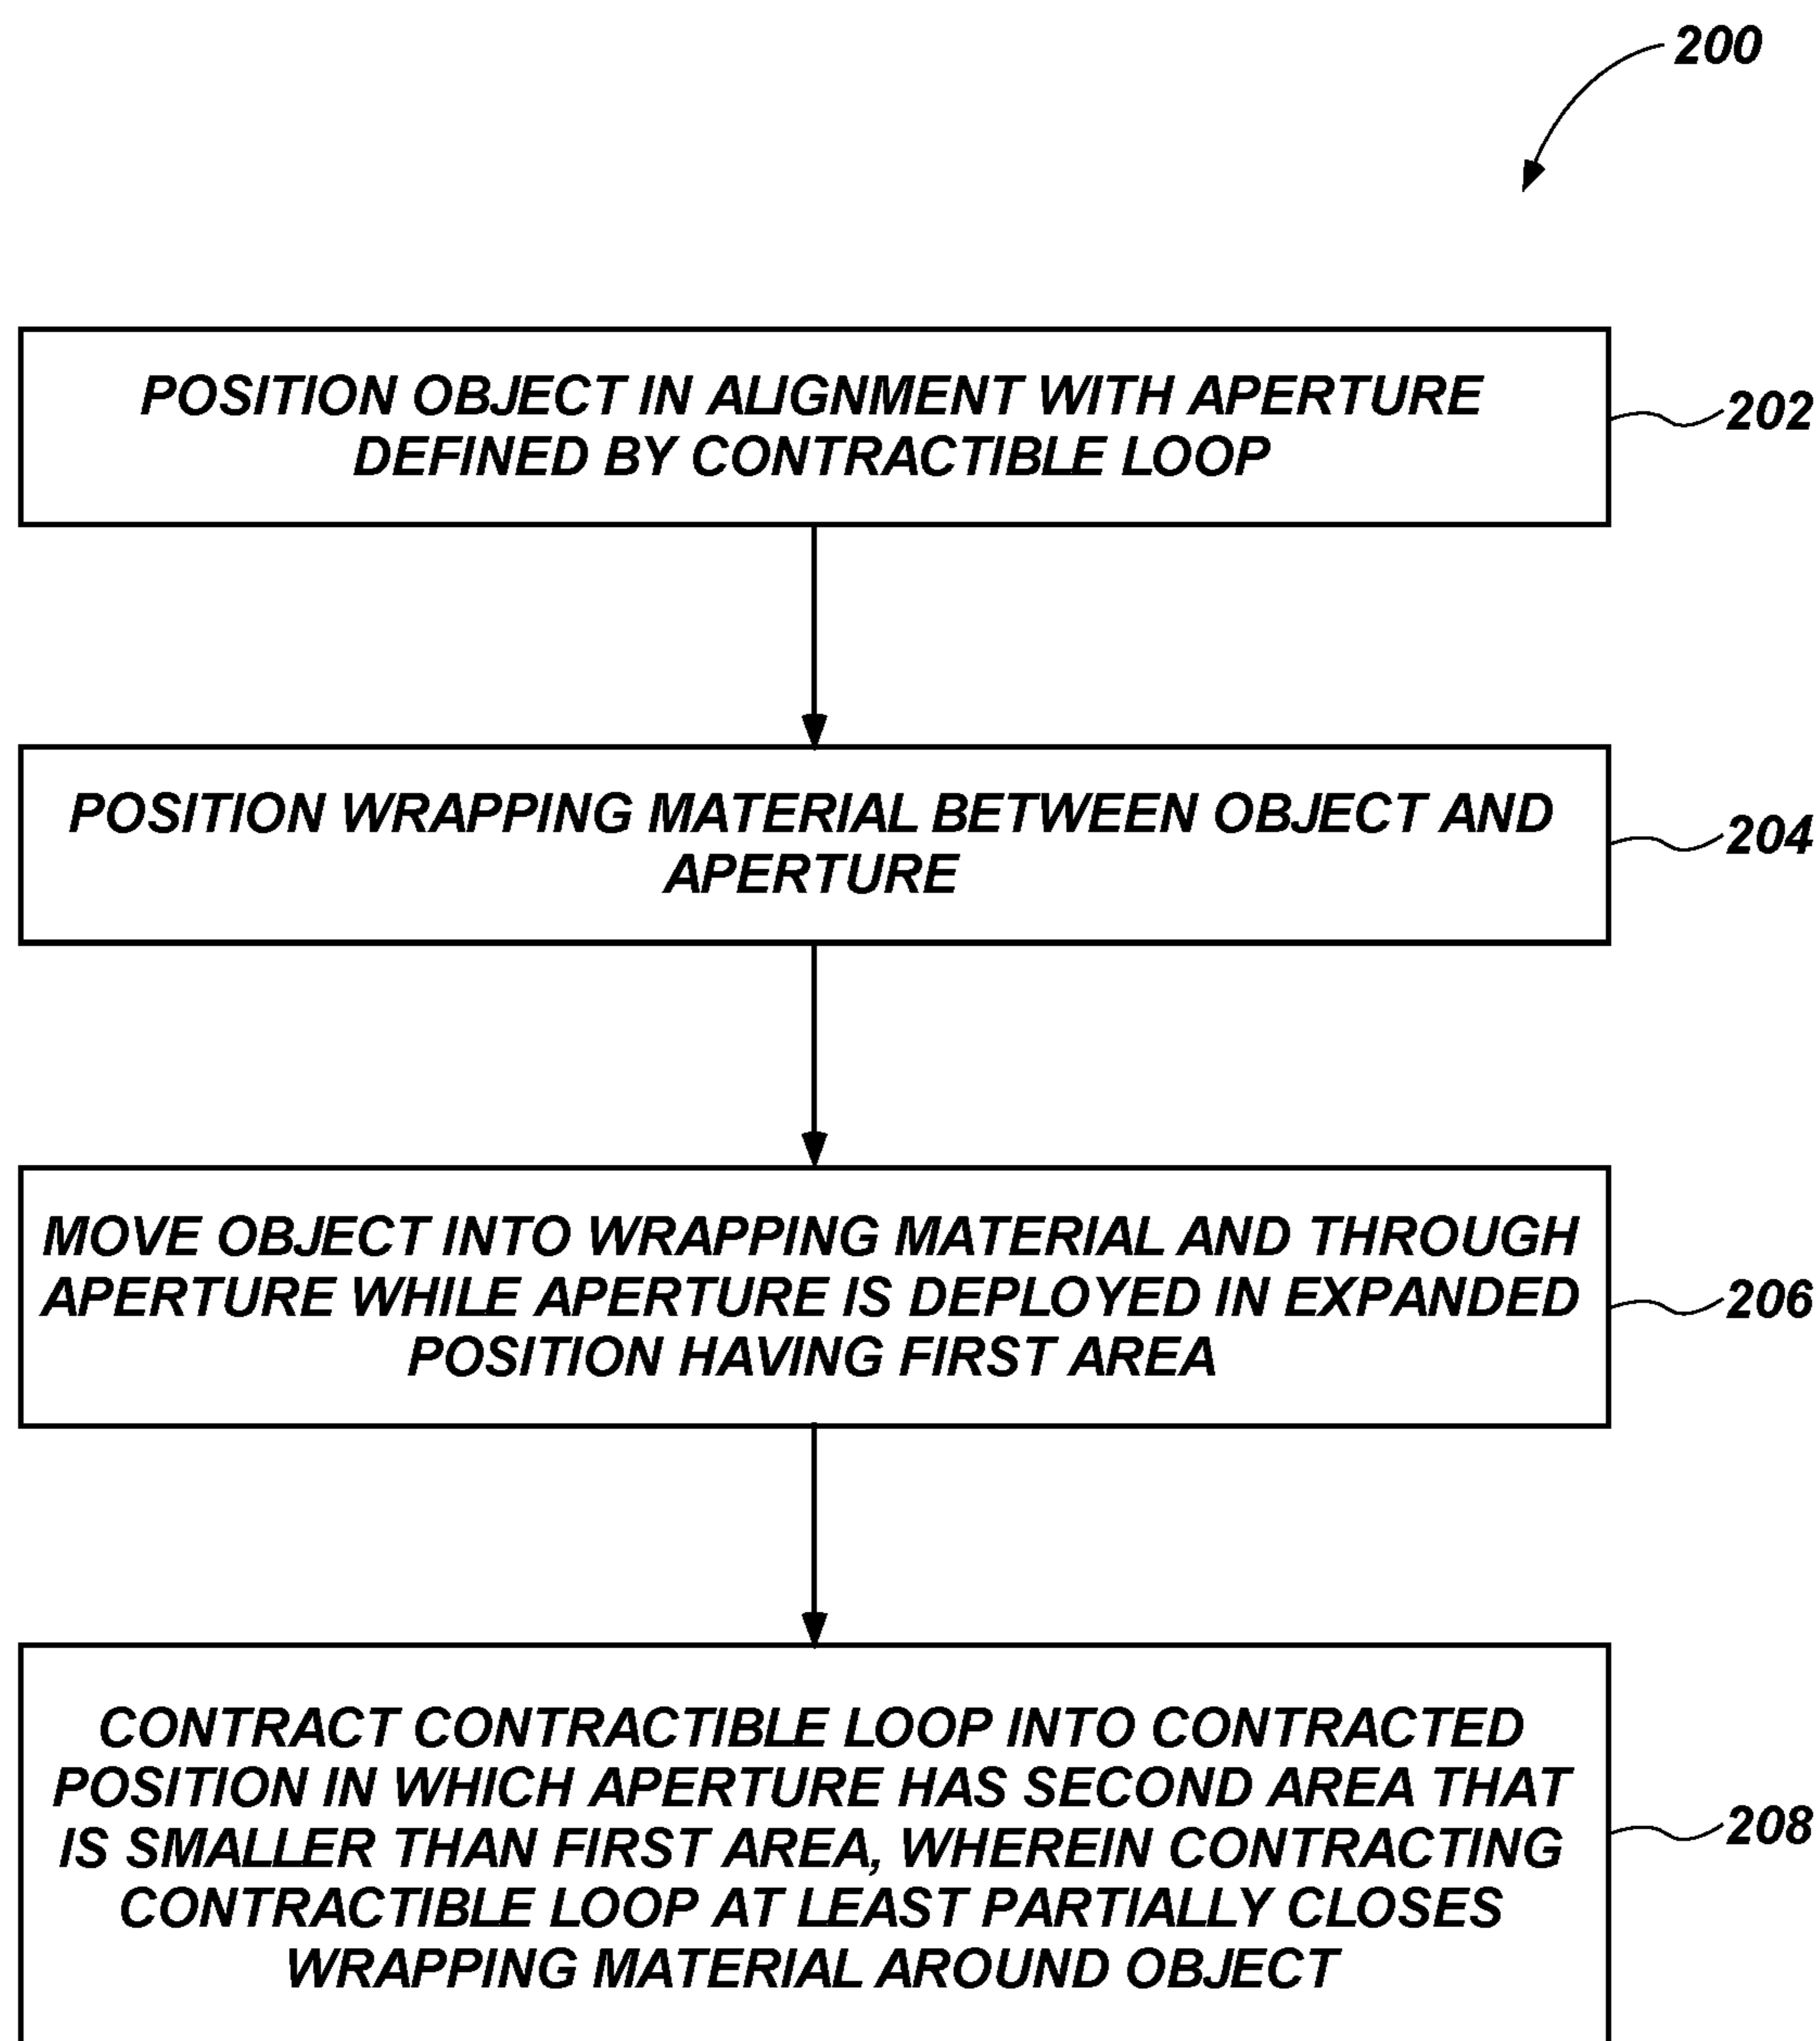 200
POSITION OBJECT IN ALIGNMENT WITH APERTURE
DEFINED BY CONTRACTIBLE LOOP
202
POSITION WRAPPING MATERIAL BETWEEN OBJECT AND
APERTURE
204
MOVE OBJECT INTO WRAPPING MATERIAL AND THROUGH
APERTURE WHILE APERTURE IS DEPLOYED IN EXPANDED
POSITION HAVING FIRST AREA
206
CONTRACT CONTRACTIBLE LOOP INTO CONTRACTED
POSITION IN WHICH APERTURE HAS SECOND AREA THAT
IS SMALLER THAN FIRST AREA, WHEREIN CONTRACTING
CONTRACTIBLE LOOP AT LEAST PARTIALLY CLOSES
WRAPPING MATERIAL AROUND OBJECT
208